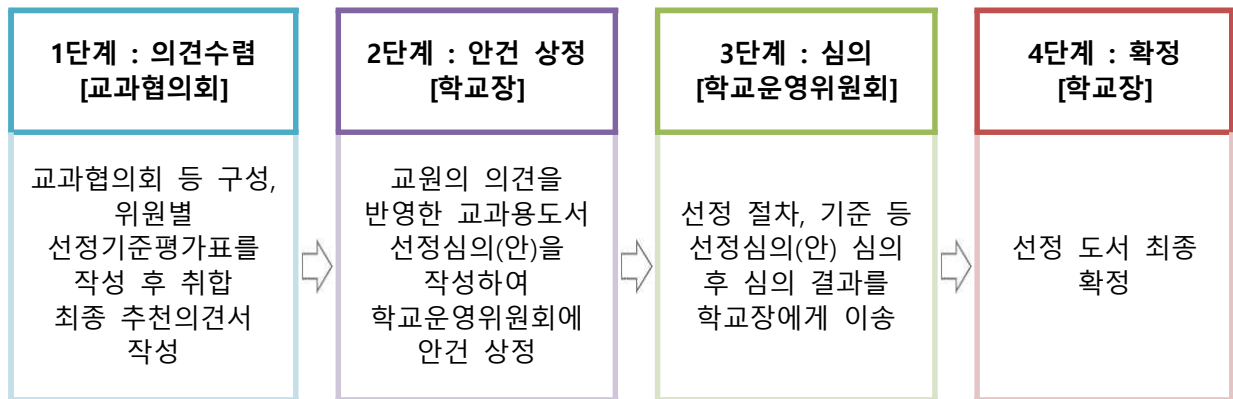 1단계 : 의견수렴
[교과협의회]
교과협의회 등 구성,
위원별
선정기준평가표를
작성 후 취합
최종 추천의견서
작성
2단계 : 안건 상정
[학교장]
교원의 의견을
반영한 교과용도서
선정심의(안)을
작성하여
학교운영위원회에
안건 상정
3단계 : 심의
[학교운영위원회]
선정 절차, 기준 등
선정심의(안) 심의
후 심의 결과를
학교장에게 이송
4단계 : 확정
[학교장]
선정 도서 최종
확정